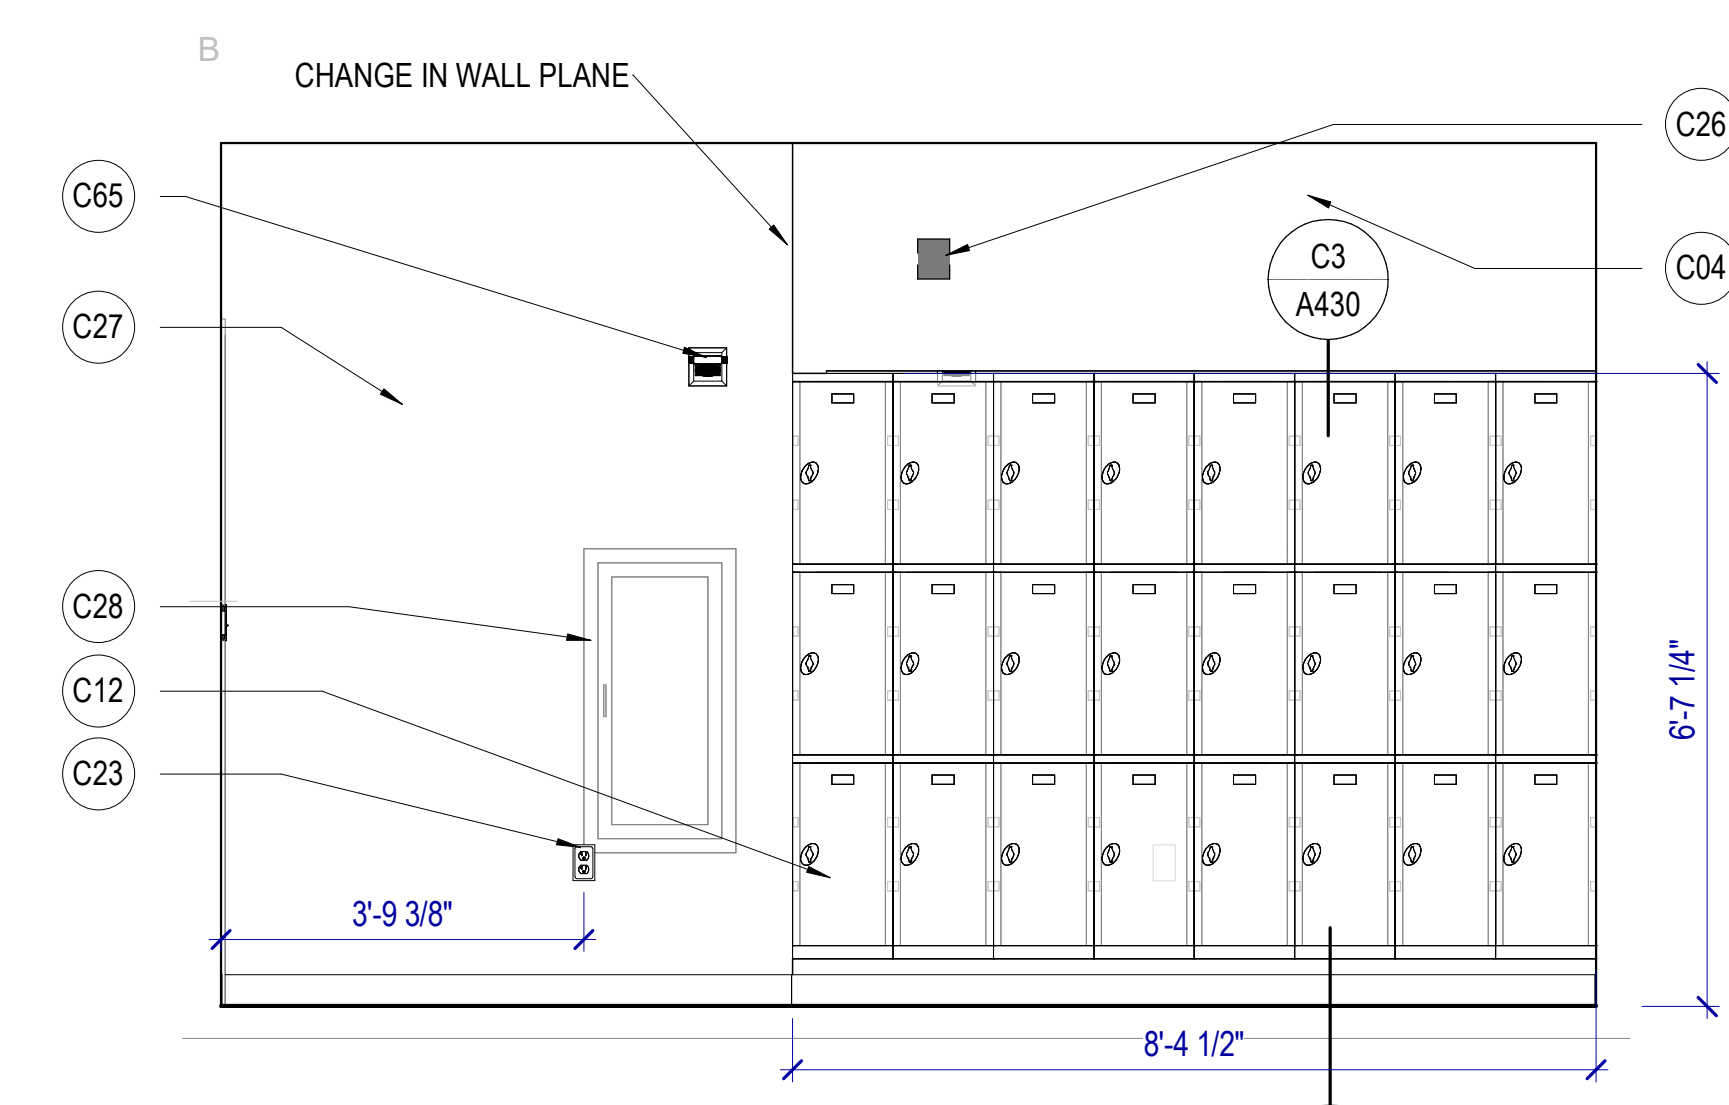 B
CHANGE IN WALL PLANE
C26
C65
C3
A430
C04
C27
C28
C12
6'-7 1/4"
C23
3'-9 3/8"
8'-4 1/2"